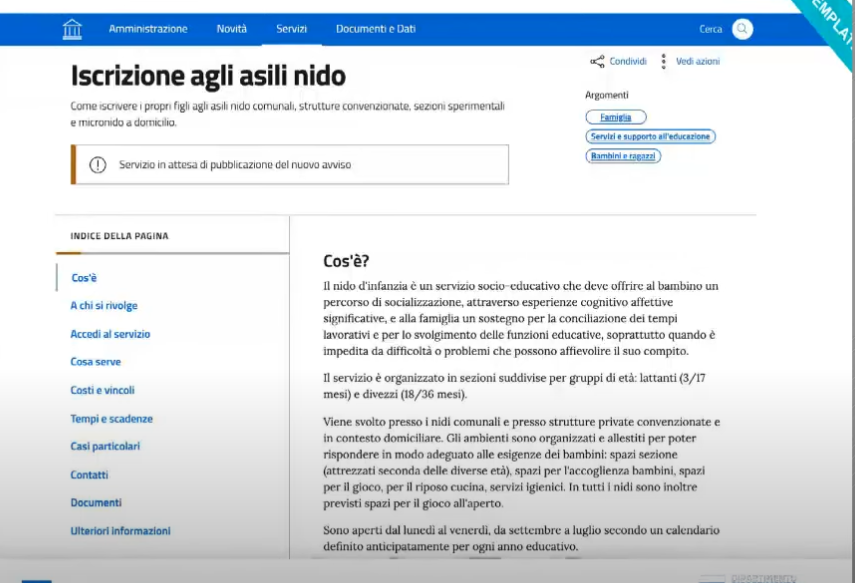 Amministrazione Novità Servizi Documenti e Dati Cerca
Iscrizione agli asili nido
Come iscrivere i propri figli agli asili nido comunali, strutture convenzionate, sezioni sperimentali
e micronido a domicilio.
Condividi Vedi azioni
Argomenti
Famiglia
Servizi e supporto all'educazione
Bambini e ragazzi
Servizio in attesa di pubblicazione del nuovo avviso
INDICE DELLA PAGINA
Cos'è
A chi si rivolge
Accedi al servizio
Cosa serve
Costi e vincoli
Tempi e scadenze
Casi particolari
Contatti
Documenti
Ulteriori informazioni
Cos'è?
Il nido d'infanzia è un servizio socio-educativo che deve offrire al bambino un
percorso di socializzazione, attraverso esperienze cognitivo affettive
significative, e alla famiglia un sostegno per la conciliazione dei tempi
lavorativi e per lo svolgimento delle funzioni educative, soprattutto quando è
impedita da difficoltà o problemi che possono affievolire il suo compito.
Il servizio è organizzato in sezioni suddivise per gruppi di età: lattanti (3/17
mesi) e divezzi (18/36 mesi).
Viene svolto presso i nidi comunali e presso strutture private convenzionate e
in contesto domiciliare. Gli ambienti sono organizzati e allestiti per poter
rispondere in modo adeguato alle esigenze dei bambini: spazi sezione
(attrezzati seconda delle diverse età), spazi per l'accoglienza bambini, spazi
per il gioco, per il riposo cucina, servizi igienici. In tutti i nidi sono inoltre
previsti spazi per il gioco all'aperto.
Sono aperti dal lunedì al venerdì, da settembre a luglio secondo un calendario
definito anticipatamente per ogni anno educativo.